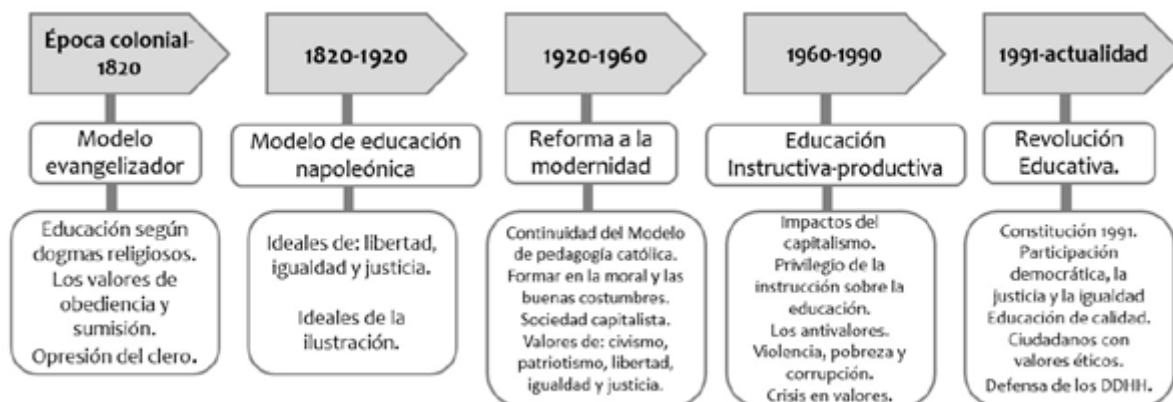 Época colonial-
1820
1820-1920
1920-1960
1960-1990
1991-actualidad
Modelo
evangelizador
Modelo de educación
napoleónica
Reforma a la
modernidad
Educación
Instructiva-productiva
Revolución
Educativa.
Educación según
dogmas religiosos.
Los valores de
obediencia y
sumisión.
Opresión del clero.
Ideales de: libertad,
igualdad y justicia.
Ideales de la
ilustración.
Continuidad del Modelo
de pedagogía católica.
Formar en la moral y las
buenas costumbres.
Sociedad capitalista.
Valores de: civismo,
patriotismo, libertad,
igualdad y justicia.
Impactos del
capitalismo.
Privilegio de la
instrucción sobre la
educación.
Los antivalores.
Violencia, pobreza y
corrupción.
Crisis en valores.
Constitución 1991.
Participación
democrática, la
justicia y la igualdad
Educación de calidad.
Ciudadanos con
valores éticos.
Defensa de los DDHH.